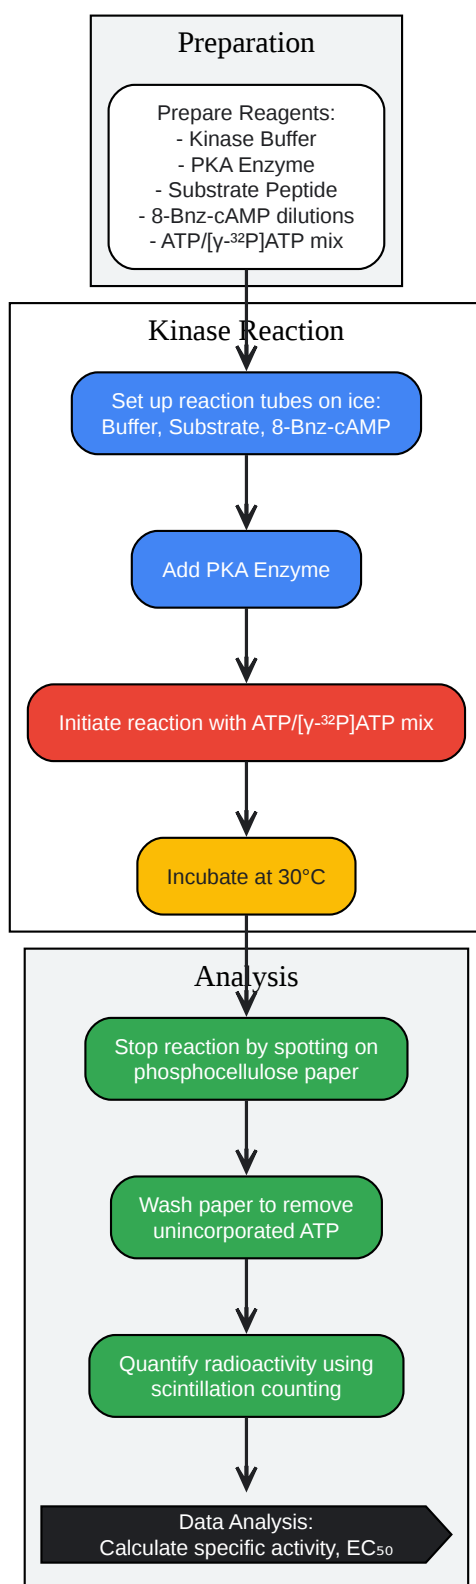 Preparation
Prepare Reagents:
- Kinase Buffer
- PKA Enzyme
- Substrate Peptide
- 8-Bnz-cAMP dilutions
- ATP/[γ-³²P]ATP mix
Kinase Reaction
Set up reaction tubes on ice:
Buffer, Substrate, 8-Bnz-cAMP
Add PKA Enzyme
Initiate reaction with ATP/[γ-³²P]ATP mix
Incubate at 30°C
Analysis
Stop reaction by spotting on
phosphocellulose paper
Wash paper to remove
unincorporated ATP
Quantify radioactivity using
scintillation counting
Data Analysis:
Calculate specific activity, EC₅₀